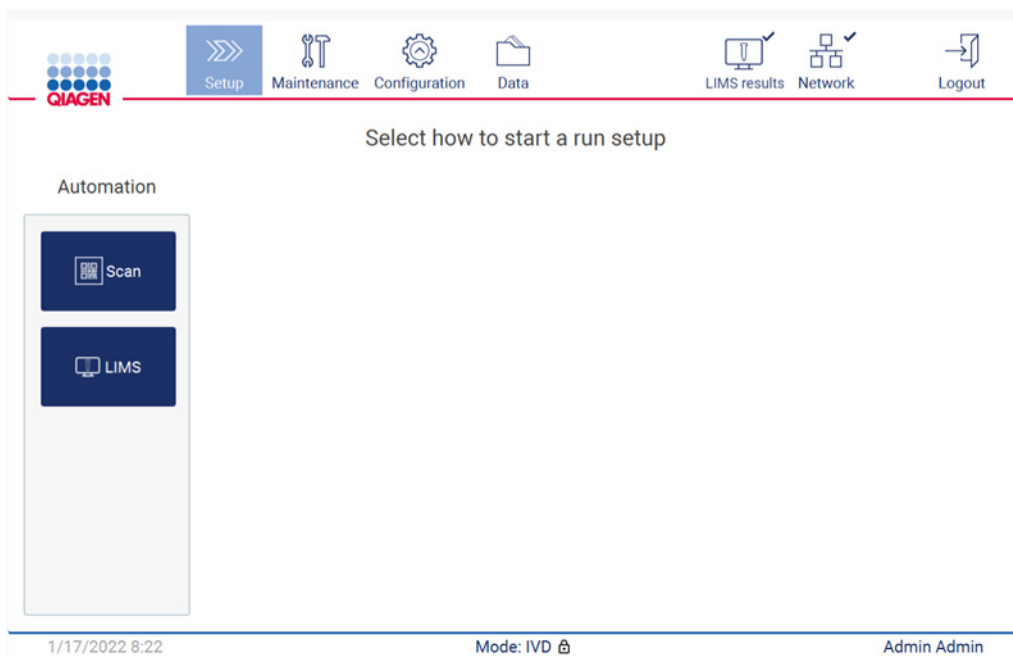 QIAGEN
Setup
Maintenance
Configuration
Data
LIMS results
Network
Logout
Select how to start a run setup
Automation
Scan
LIMS
1/17/2022 8:22
Mode: IVD
Admin Admin